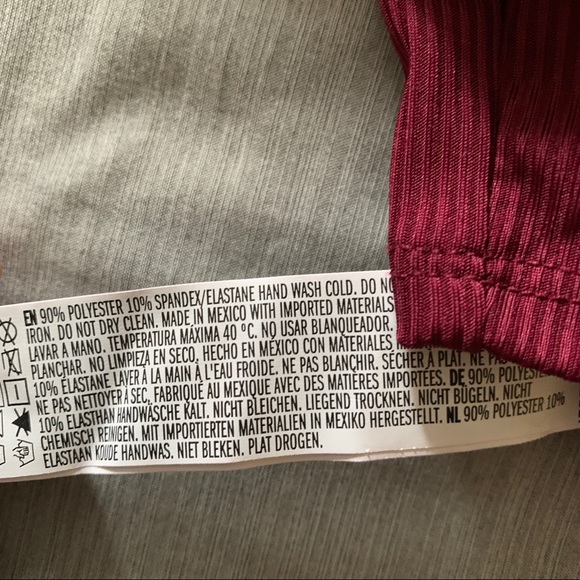 EN 90% POLYESTER 10% SPANDEX/ELASTANE HAND WASH COLD. DO NO
IRON. DO NOT DRY CLEAN. MADE IN MEXICO WITH IMPORTED MATERIALS
LAVAR A MANO. TEMPERATURA MÁXIMA 40 °C. NO USAR BLANQUEADOR.
PLANCHAR. NO LIMPIEZA EN SECO, HECHO EN MÉXICO CON MATERIALES
10% ÉLASTANE LAVER À LA MAIN À L'EAU FROIDE. NE PAS BLANCHIR. SÉCHER À PLAT. NE PAS
NE PAS NETTOYER À SEC, FABRIQUÉ AU MEXIQUE AVEC DES MATIÈRES IMPORTÉES. DE 90% POLYESTE
10% ELASTHAN HANDWÄSCHE KALT. NICHT BLEICHEN. LIEGEND TROCKNEN. NICHT BÜGELN. NICHT
CHEMISCH REINIGEN. MIT IMPORTIERTEN MATERIALIEN IN MEXIKO HERGESTELLT. NL 90% POLYESTER 10%
ELASTAAN KOUDE HANDWAS. NIET BLEKEN. PLAT DROGEN.